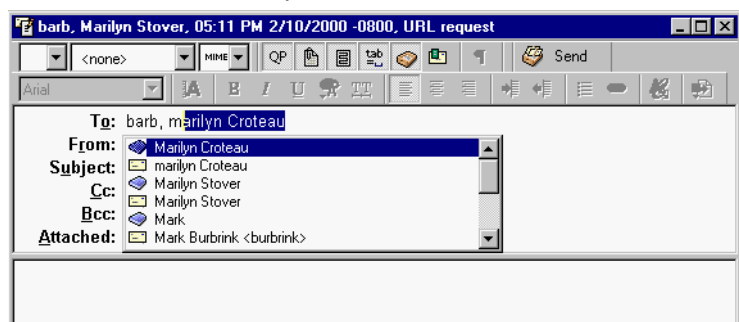 barb, Marilyn Stover, 05:11 PM 2/10/2000 -0800, URL request
<none> MIME QP tab ¶ Send
Arial A B I U TT
To: barb, marilyn Croteau
From: Marilyn Croteau
Subject: marilyn Croteau
Cc: Marilyn Stover
Marilyn Stover
Bcc: Mark
Attached: Mark Burbrink <burbrink>